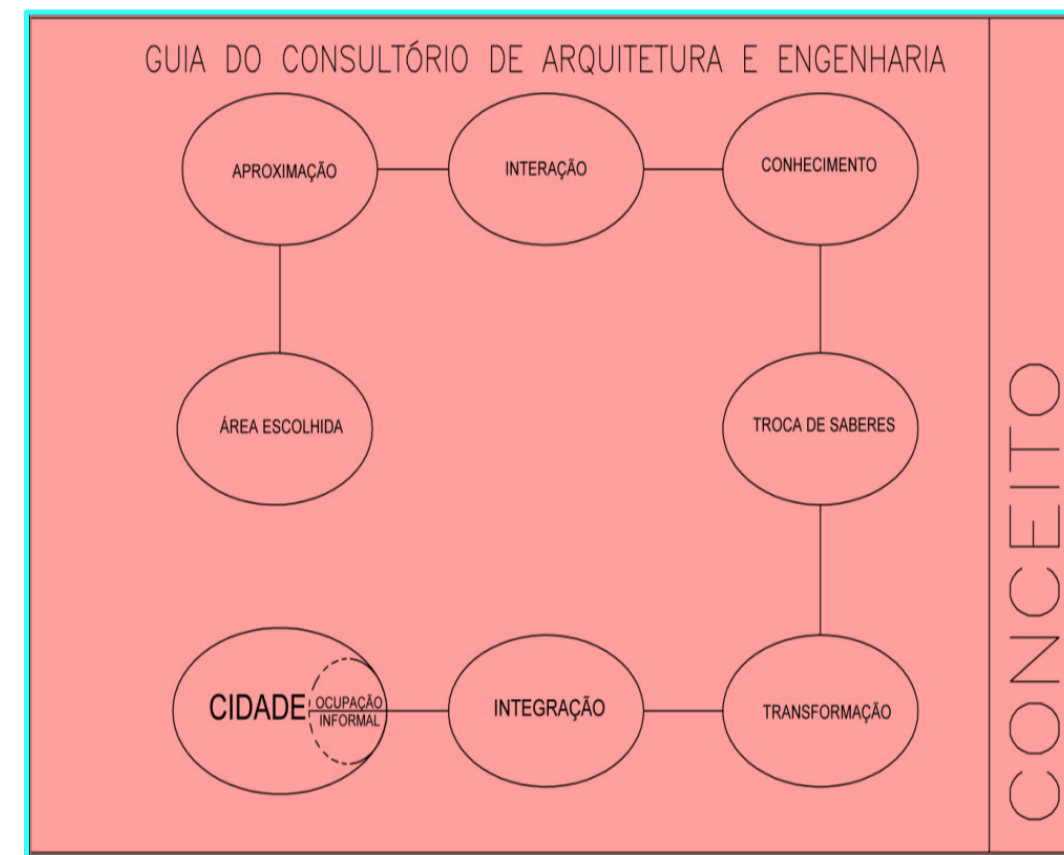 GUIA DO CONSULTÓRIO DE ARQUITETURA E ENGENHARIA
APROXIMAÇÃO
INTERAÇÃO
CONHECIMENTO
ÁREA ESCOLHIDA
TROCA DE SABERES
CIDADE
OCUPAÇÃO
INFORMAL
INTEGRAÇÃO
TRANSFORMAÇÃO
CONCEITO